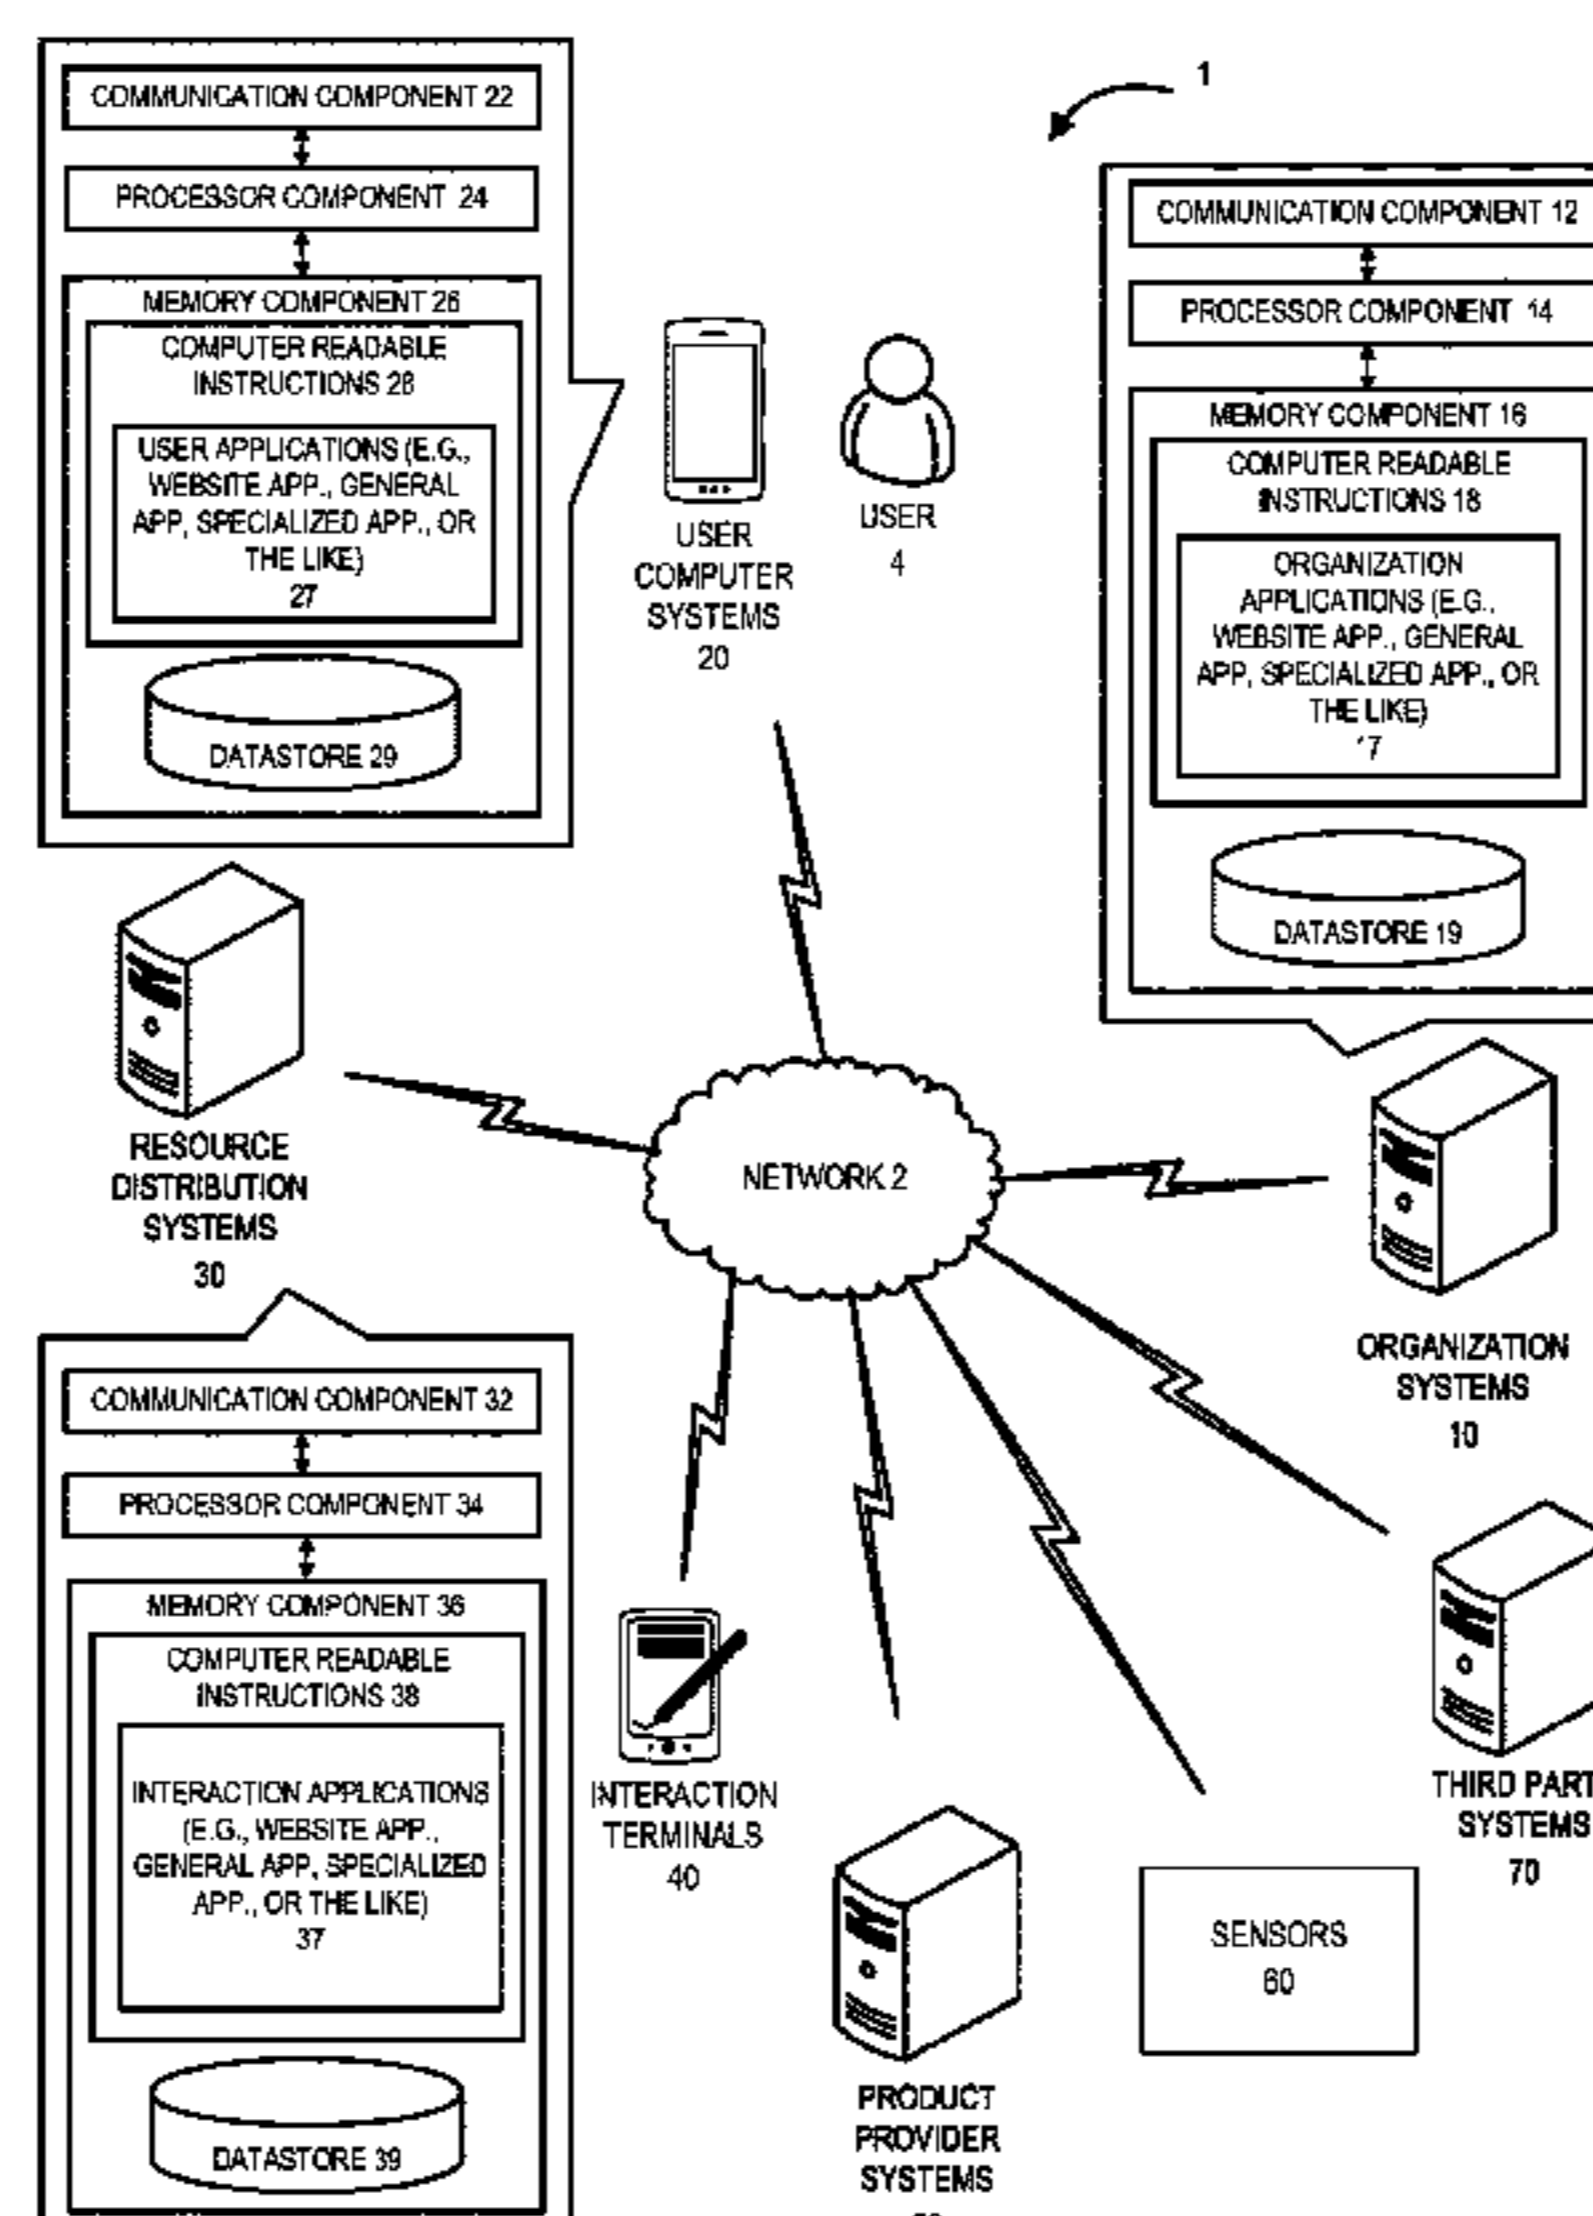 COMMUNICATION COMPONENT 22
PROCESSOR COMPONENT 24
MEMORY COMPONENT 26
COMPUTER READABLE
INSTRUCTIONS 28
USER APPLICATIONS (E.G.,
WEBSITE APP., GENERAL
APP, SPECIALIZED APP., OR
THE LIKE)
27
DATASTORE 29
USER
COMPUTER
SYSTEMS
20
USER
4
1
COMMUNICATION COMPONENT 12
PROCESSOR COMPONENT 14
MEMORY COMPONENT 16
COMPUTER READABLE
INSTRUCTIONS 18
ORGANIZATION
APPLICATIONS (E.G.,
WEBSITE APP., GENERAL
APP, SPECIALIZED APP., OR
THE LIKE)
17
DATASTORE 19
RESOURCE
DISTRIBUTION
SYSTEMS
30
NETWORK 2
ORGANIZATION
SYSTEMS
10
COMMUNICATION COMPONENT 32
PROCESSOR COMPONENT 34
MEMORY COMPONENT 36
COMPUTER READABLE
INSTRUCTIONS 38
INTERACTION APPLICATIONS
(E.G., WEBSITE APP.,
GENERAL APP, SPECIALIZED
APP., OR THE LIKE)
37
DATASTORE 39
INTERACTION
TERMINALS
40
PRODUCT
PROVIDER
SYSTEMS
SENSORS
60
THIRD PART
SYSTEMS
70